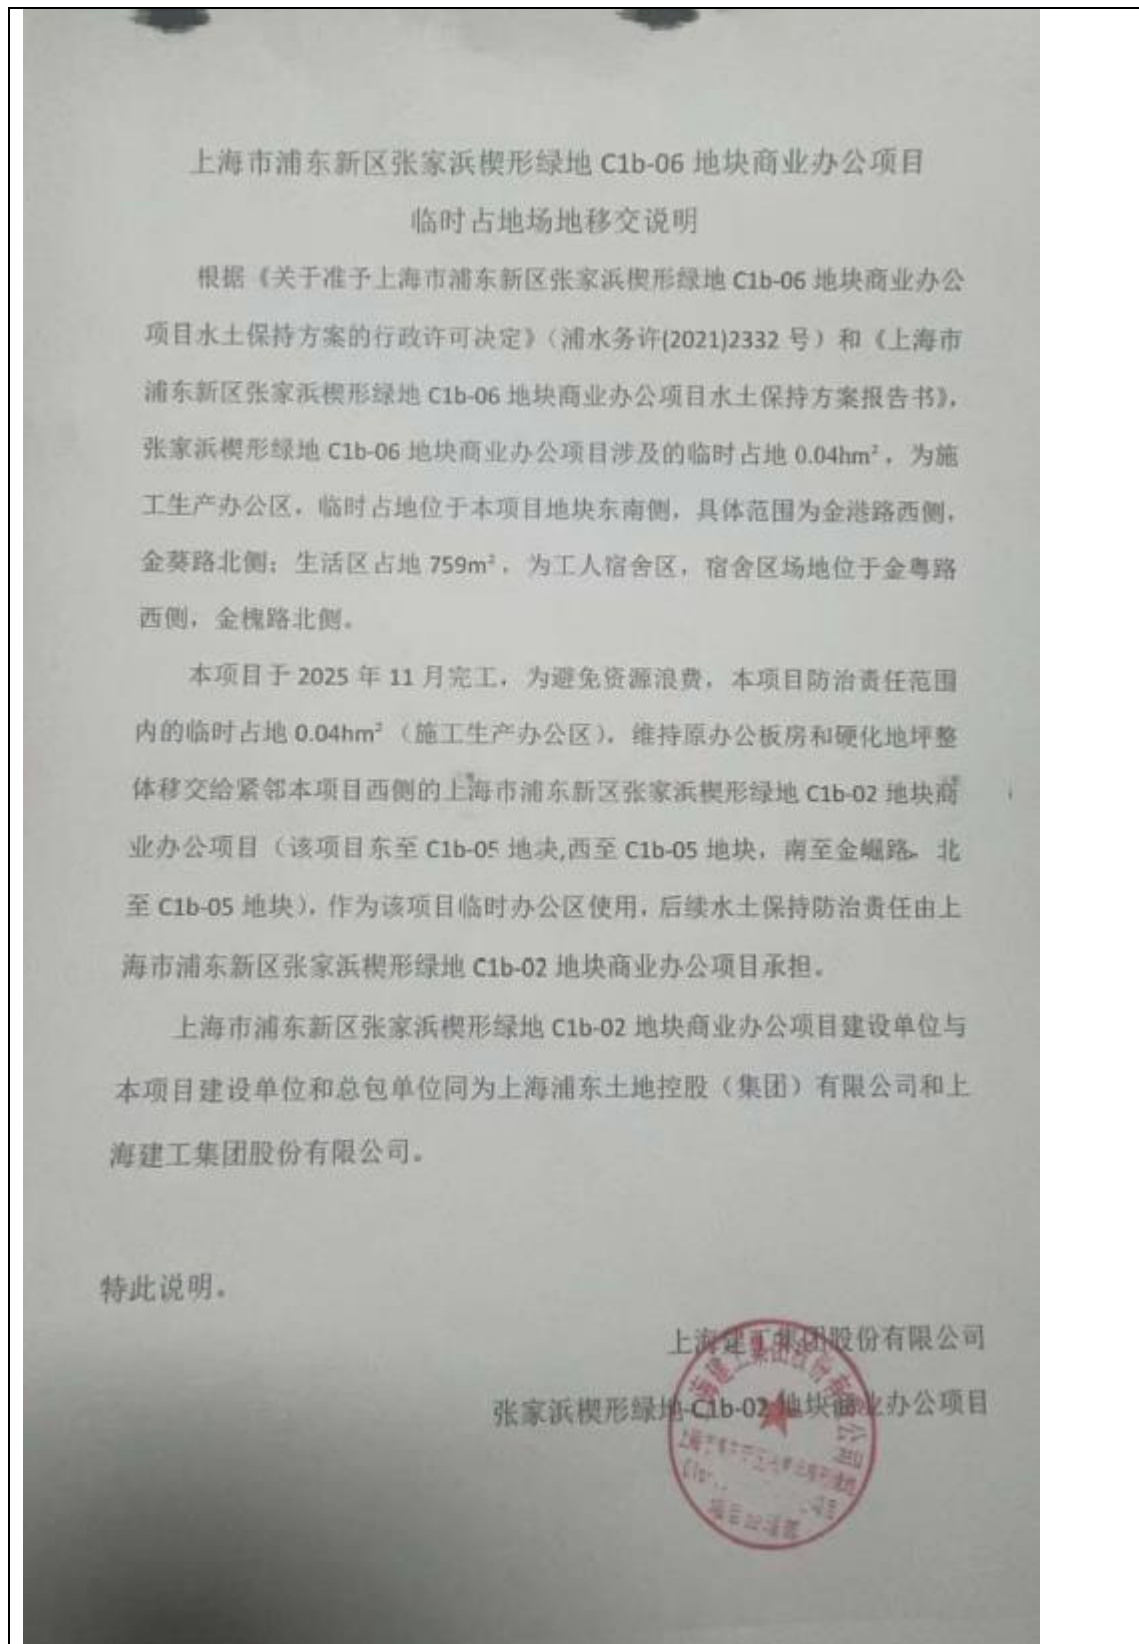 上海市浦东新区张家浜楔形绿地 C1b-06 地块商业办公项目
临时占地场地移交说明
根据《关于准予上海市浦东新区张家浜楔形绿地 C1b-06 地块商业办公
项目水土保持方案的行政许可决定》（浦水务许(2021)2332 号）和《上海市
浦东新区张家浜楔形绿地 C1b-06 地块商业办公项目水土保持方案报告书》，
张家浜楔形绿地 C1b-06 地块商业办公项目涉及的临时占地 0.04hm²，为施
工生产办公区，临时占地位于本项目地块东南侧，具体范围为金港路西侧，
金葵路北侧；生活区占地 759m²，为工人宿舍区，宿舍区场地位于金粤路
西侧，金槐路北侧。
本项目于 2025 年 11 月完工，为避免资源浪费，本项目防治责任范围
内的临时占地 0.04hm²（施工生产办公区），维持原办公板房和硬化地坪整
体移交给紧邻本项目西侧的上海市浦东新区张家浜楔形绿地 C1b-02 地块商
业办公项目（该项目东至 C1b-05 地块,西至 C1b-05 地块，南至金崛路，北
至 C1b-05 地块），作为该项目临时办公区使用，后续水土保持防治责任由上
海市浦东新区张家浜楔形绿地 C1b-02 地块商业办公项目承担。
上海市浦东新区张家浜楔形绿地 C1b-02 地块商业办公项目建设单位与
本项目建设单位和总包单位同为上海浦东土地控股（集团）有限公司和上
海建工集团股份有限公司。
特此说明。
上海建工集团股份有限公司
张家浜楔形绿地 C1b-02 地块商业办公项目
上海建工集团股份有限公司